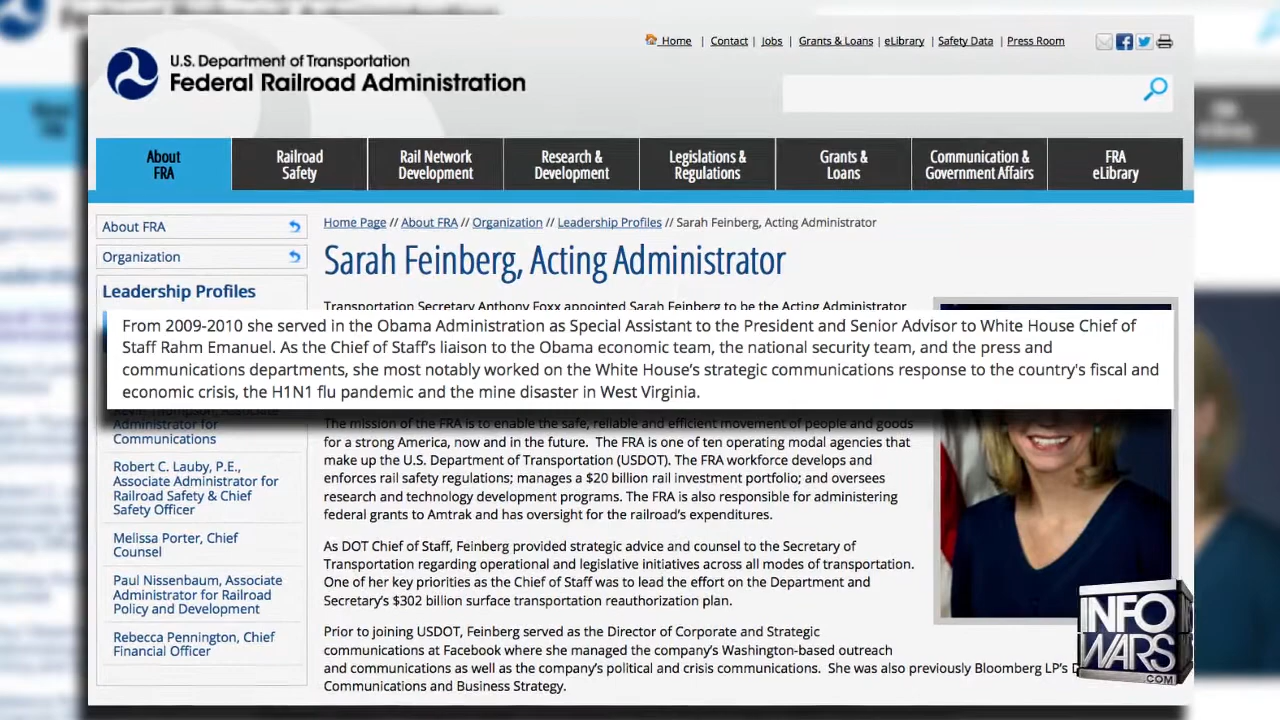 U.S. Department of Transportation
Federal Railroad Administration
Home | Contact | Jobs | Grants & Loans | eLibrary | Safety Data | Press Room
About
FRA
Railroad
Safety
Rail Network
Development
Research &
Development
Legislations &
Regulations
Grants &
Loans
Communication &
Government Affairs
FRA
eLibrary
About FRA
Organization
Leadership Profiles
Home Page // About FRA // Organization // Leadership Profiles // Sarah Feinberg, Acting Administrator
Sarah Feinberg, Acting Administrator
Transportation Secretary Anthony Foxx appointed Sarah Feinberg to be the Acting Administrator
From 2009-2010 she served in the Obama Administration as Special Assistant to the President and Senior Advisor to White House Chief of
Staff Rahm Emanuel. As the Chief of Staff's liaison to the Obama economic team, the national security team, and the press and
communications departments, she most notably worked on the White House's strategic communications response to the country's fiscal and
economic crisis, the H1N1 flu pandemic and the mine disaster in West Virginia.
Kevin Thompson, Associate
Administrator for
Communications
Robert C. Lauby, P.E.,
Associate Administrator for
Railroad Safety & Chief
Safety Officer
Melissa Porter, Chief
Counsel
Paul Nissenbaum, Associate
Administrator for Railroad
Policy and Development
Rebecca Pennington, Chief
Financial Officer
The mission of the FRA is to enable the safe, reliable and efficient movement of people and goods
for a strong America, now and in the future. The FRA is one of ten operating modal agencies that
make up the U.S. Department of Transportation (USDOT). The FRA workforce develops and
enforces rail safety regulations; manages a $20 billion rail investment portfolio; and oversees
research and technology development programs. The FRA is also responsible for administering
federal grants to Amtrak and has oversight for the railroad's expenditures.
As DOT Chief of Staff, Feinberg provided strategic advice and counsel to the Secretary of
Transportation regarding operational and legislative initiatives across all modes of transportation.
One of her key priorities as the Chief of Staff was to lead the effort on the Department and
Secretary's $302 billion surface transportation reauthorization plan.
Prior to joining USDOT, Feinberg served as the Director of Corporate and Strategic
communications at Facebook where she managed the company's Washington-based outreach
and communications as well as the company's political and crisis communications. She was also previously Bloomberg LP's
Communications and Business Strategy.
INFO
WARS
.COM